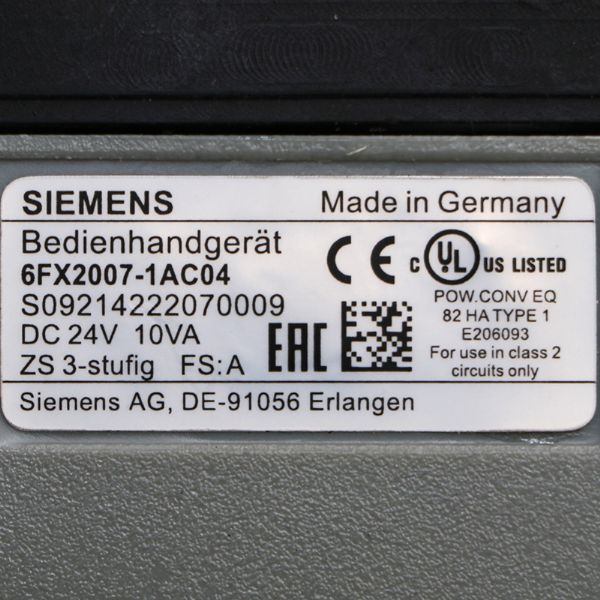 SIEMENS Made in Germany
Bedienhandgerät
6FX2007-1AC04
S09214222070009
DC 24V 10VA
ZS 3-stufig FS:A
EAC
CE
C UL US LISTED
POW.CONV EQ
82 HA TYPE 1
E206093
For use in class 2
circuits only
Siemens AG, DE-91056 Erlangen